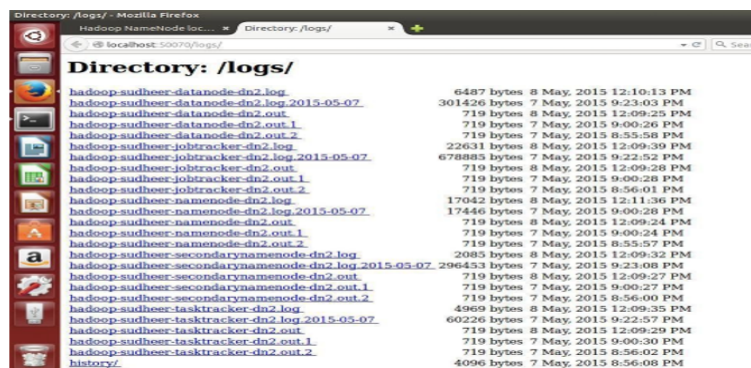 Directory: /logs/ - Mozilla Firefox
Hadoop NameNode loc... × Directory: /logs/ ×
localhost:50070/logs/ Sea
Directory: /logs/
hadoop-sudheer-datanode-dn2.log 6487 bytes 8 May, 2015 12:10:13 PM
hadoop-sudheer-datanode-dn2.log.2015-05-07 301426 bytes 7 May, 2015 9:23:03 PM
hadoop-sudheer-datanode-dn2.out 719 bytes 8 May, 2015 12:09:25 PM
hadoop-sudheer-datanode-dn2.out.1 719 bytes 7 May, 2015 9:00:26 PM
hadoop-sudheer-datanode-dn2.out.2 719 bytes 7 May, 2015 8:55:58 PM
hadoop-sudheer-jobtracker-dn2.log 22631 bytes 8 May, 2015 12:09:39 PM
hadoop-sudheer-jobtracker-dn2.log.2015-05-07 678885 bytes 7 May, 2015 9:22:52 PM
hadoop-sudheer-jobtracker-dn2.out 719 bytes 8 May, 2015 12:09:28 PM
hadoop-sudheer-jobtracker-dn2.out.1 719 bytes 7 May, 2015 9:00:28 PM
hadoop-sudheer-jobtracker-dn2.out.2 719 bytes 7 May, 2015 8:56:01 PM
hadoop-sudheer-namenode-dn2.log 17042 bytes 8 May, 2015 12:11:36 PM
hadoop-sudheer-namenode-dn2.log.2015-05-07 17446 bytes 7 May, 2015 9:00:28 PM
hadoop-sudheer-namenode-dn2.out 719 bytes 8 May, 2015 12:09:24 PM
hadoop-sudheer-namenode-dn2.out.1 719 bytes 7 May, 2015 9:00:24 PM
hadoop-sudheer-namenode-dn2.out.2 719 bytes 7 May, 2015 8:55:57 PM
hadoop-sudheer-secondarynamenode-dn2.log 2085 bytes 8 May, 2015 12:09:32 PM
hadoop-sudheer-secondarynamenode-dn2.log.2015-05-07 296453 bytes 7 May, 2015 9:23:08 PM
hadoop-sudheer-secondarynamenode-dn2.out 719 bytes 8 May, 2015 12:09:27 PM
hadoop-sudheer-secondarynamenode-dn2.out.1 719 bytes 7 May, 2015 9:00:27 PM
hadoop-sudheer-secondarynamenode-dn2.out.2 719 bytes 7 May, 2015 8:56:00 PM
hadoop-sudheer-tasktracker-dn2.log 4969 bytes 8 May, 2015 12:09:35 PM
hadoop-sudheer-tasktracker-dn2.log.2015-05-07 60226 bytes 7 May, 2015 9:22:57 PM
hadoop-sudheer-tasktracker-dn2.out 719 bytes 8 May, 2015 12:09:29 PM
hadoop-sudheer-tasktracker-dn2.out.1 719 bytes 7 May, 2015 9:00:30 PM
hadoop-sudheer-tasktracker-dn2.out.2 719 bytes 7 May, 2015 8:56:02 PM
history/ 4096 bytes 7 May, 2015 8:56:08 PM